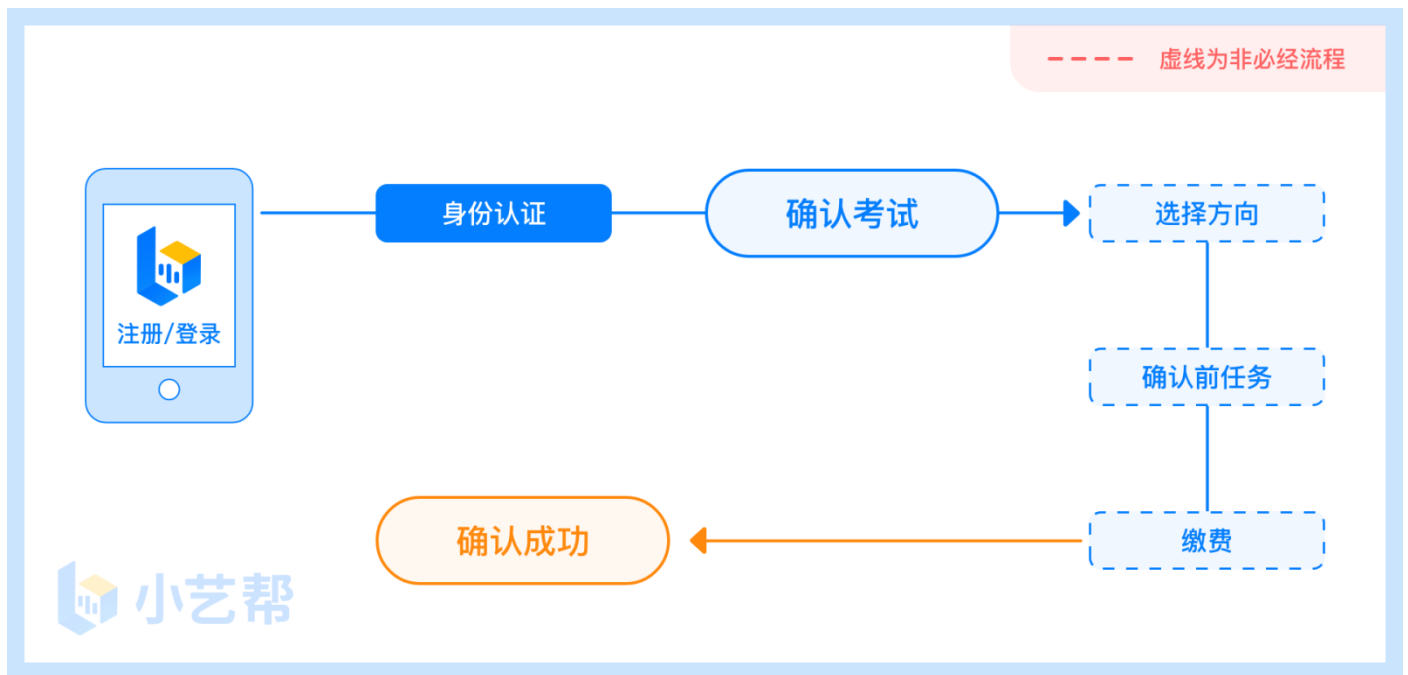 虚线为非必经流程
注册/登录
身份认证
确认考试
选择方向
确认前任务
缴费
确认成功
小艺帮